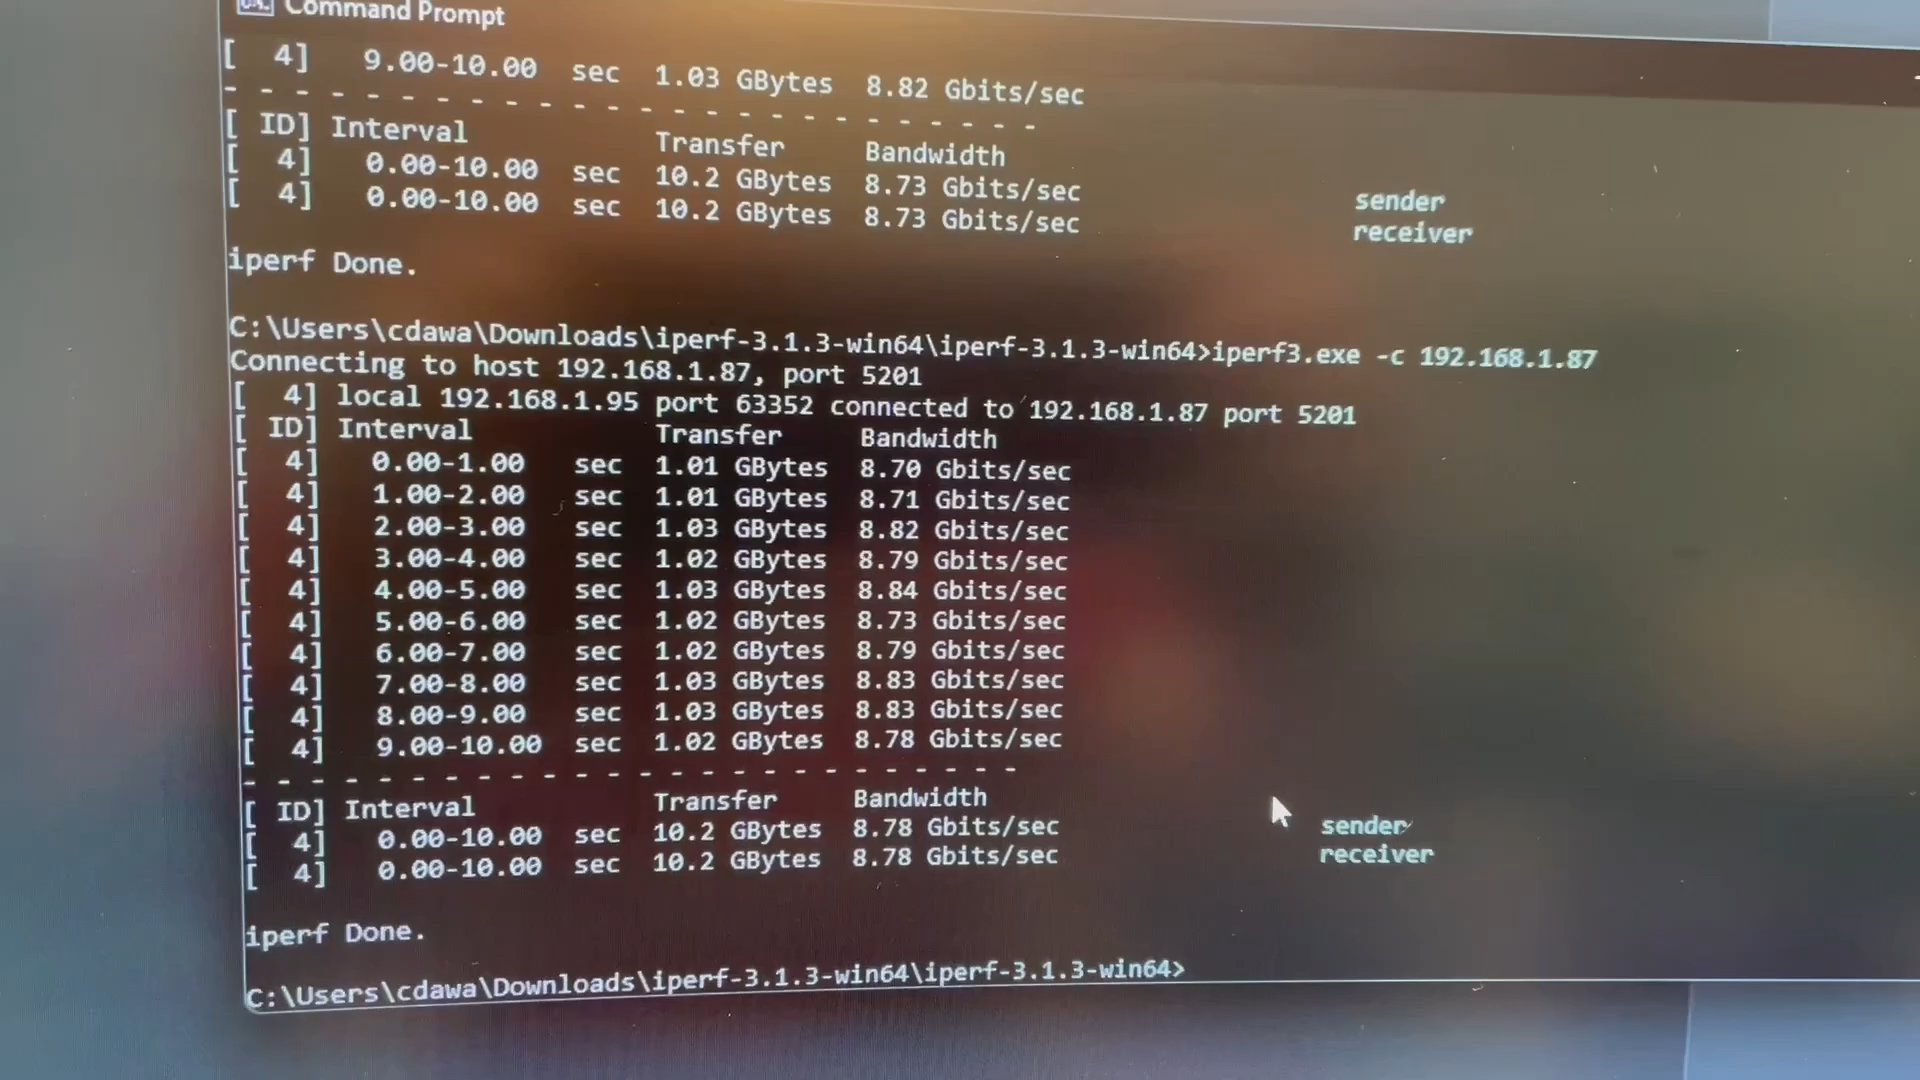 Command Prompt
[  4]   9.00-10.00  sec  1.03 GBytes  8.82 Gbits/sec
- - - - - - - - - - - - - - - - - - - - - - - - -
[ ID] Interval           Transfer     Bandwidth
[  4]   0.00-10.00  sec  10.2 GBytes  8.73 Gbits/sec                  sender
[  4]   0.00-10.00  sec  10.2 GBytes  8.73 Gbits/sec                  receiver
iperf Done.
C:\Users\cdawa\Downloads\iperf-3.1.3-win64\iperf-3.1.3-win64>iperf3.exe -c 192.168.1.87
Connecting to host 192.168.1.87, port 5201
[  4] local 192.168.1.95 port 63352 connected to 192.168.1.87 port 5201
[ ID] Interval           Transfer     Bandwidth
[  4]   0.00-1.00   sec  1.01 GBytes  8.70 Gbits/sec
[  4]   1.00-2.00   sec  1.01 GBytes  8.71 Gbits/sec
[  4]   2.00-3.00   sec  1.03 GBytes  8.82 Gbits/sec
[  4]   3.00-4.00   sec  1.02 GBytes  8.79 Gbits/sec
[  4]   4.00-5.00   sec  1.03 GBytes  8.84 Gbits/sec
[  4]   5.00-6.00   sec  1.02 GBytes  8.73 Gbits/sec
[  4]   6.00-7.00   sec  1.02 GBytes  8.79 Gbits/sec
[  4]   7.00-8.00   sec  1.03 GBytes  8.83 Gbits/sec
[  4]   8.00-9.00   sec  1.03 GBytes  8.83 Gbits/sec
[  4]   9.00-10.00  sec  1.02 GBytes  8.78 Gbits/sec
- - - - - - - - - - - - - - - - - - - - - - - - -
[ ID] Interval           Transfer     Bandwidth
[  4]   0.00-10.00  sec  10.2 GBytes  8.78 Gbits/sec                  sender
[  4]   0.00-10.00  sec  10.2 GBytes  8.78 Gbits/sec                  receiver
iperf Done.
C:\Users\cdawa\Downloads\iperf-3.1.3-win64\iperf-3.1.3-win64>